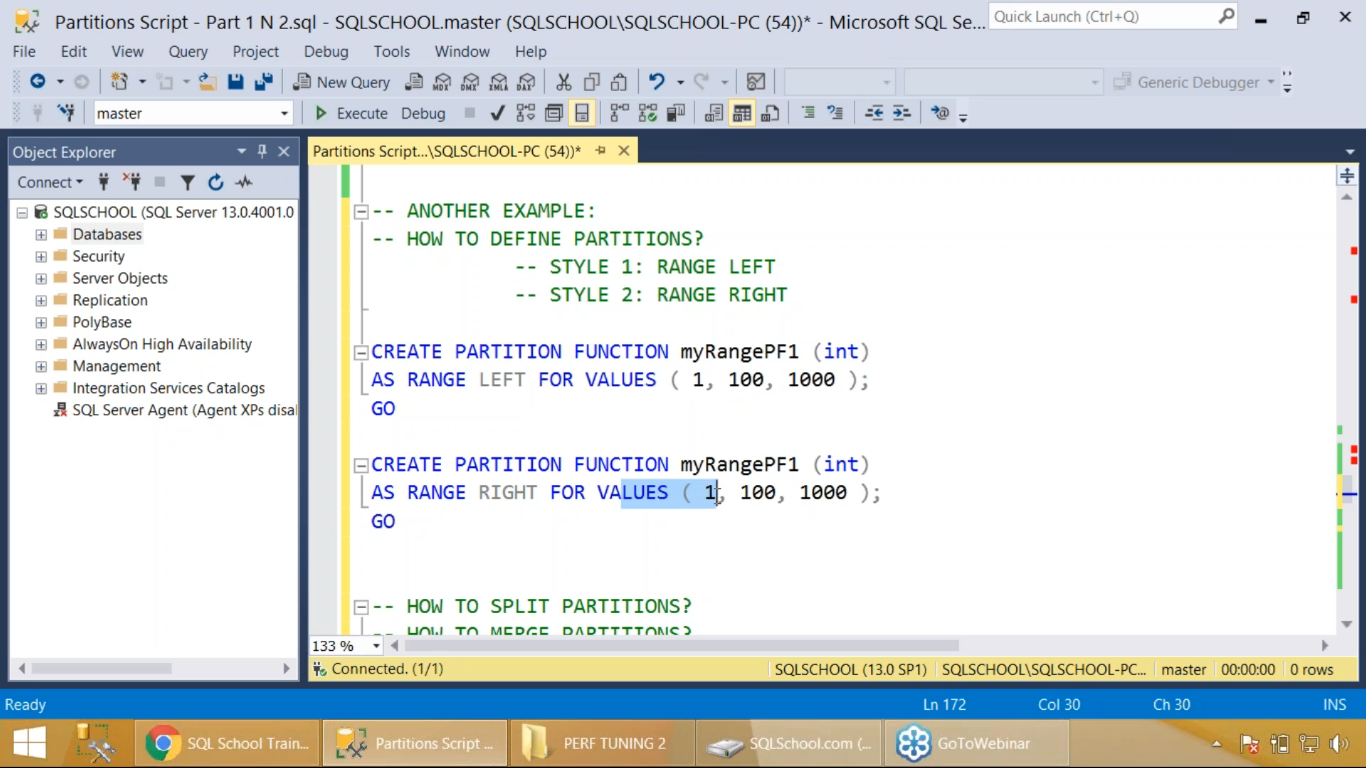 Partitions Script - Part 1 N 2.sql - SQLSCHOOL.master (SQLSCHOOL\SQLSCHOOL-PC (54))* - Microsoft SQL Se...
Quick Launch (Ctrl+Q)
File Edit View Query Project Debug Tools Window Help
New Query
MDX DMX XMLA DAX
Generic Debugger
master
Execute Debug
Object Explorer
Partitions Script...\SQLSCHOOL-PC (54))*
Connect
SQLSCHOOL (SQL Server 13.0.4001.0
Databases
Security
Server Objects
Replication
PolyBase
AlwaysOn High Availability
Management
Integration Services Catalogs
SQL Server Agent (Agent XPs disal
-- ANOTHER EXAMPLE:
-- HOW TO DEFINE PARTITIONS?
-- STYLE 1: RANGE LEFT
-- STYLE 2: RANGE RIGHT
CREATE PARTITION FUNCTION myRangePF1 (int)
AS RANGE LEFT FOR VALUES ( 1, 100, 1000 );
GO
CREATE PARTITION FUNCTION myRangePF1 (int)
AS RANGE RIGHT FOR VALUES ( 1, 100, 1000 );
GO
-- HOW TO SPLIT PARTITIONS?
-- HOW TO MERGE PARTITIONS?
133 %
Connected. (1/1)
SQLSCHOOL (13.0 SP1) SQLSCHOOL\SQLSCHOOL-PC... master 00:00:00 0 rows
Ready
Ln 172 Col 30 Ch 30 INS
SQL School Train...
Partitions Script ...
PERF TUNING 2
SQLSchool.com (...
GoToWebinar